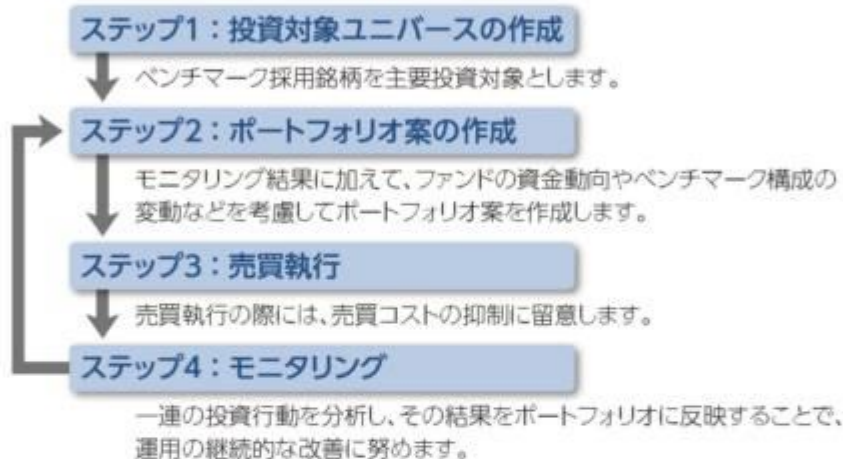 ステップ1：投資対象ユニバースの作成
ベンチマーク採用銘柄を主要投資対象とします。
ステップ2：ポートフォリオ案の作成
モニタリング結果に加えて、ファンドの資金動向やベンチマーク構成の
変動などを考慮してポートフォリオ案を作成します。
ステップ3：売買執行
売買執行の際には、売買コストの抑制に留意します。
ステップ4：モニタリング
一連の投資行動を分析し、その結果をポートフォリオに反映することで、
運用の継続的な改善に努めます。